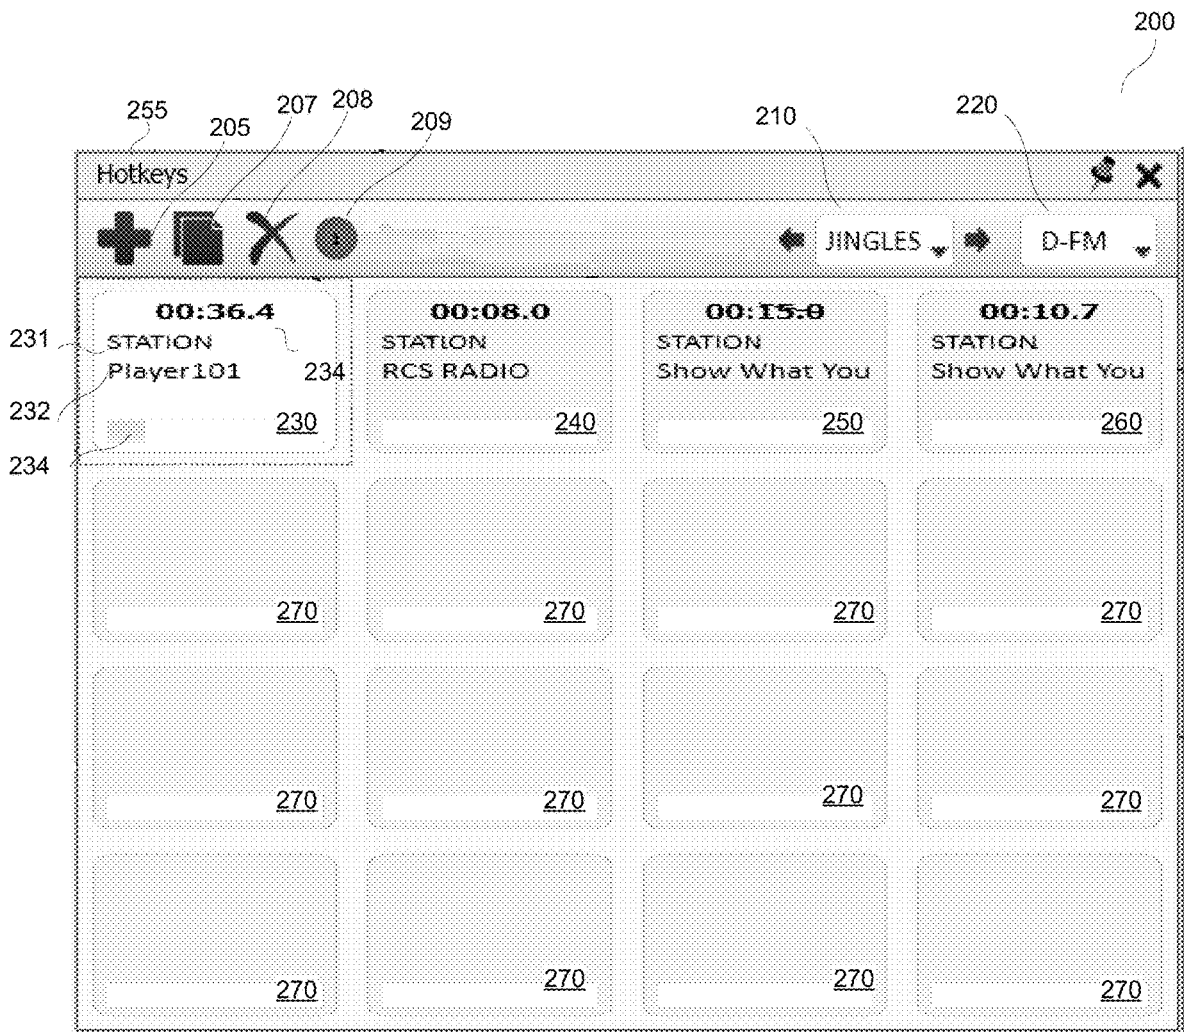 200
255
205
207
208
209
210
220
Hotkeys
JINGLES
D-FM
00:36.4
00:08.0
00:15.0
00:10.7
231
STATION
STATION
STATION
STATION
Player101
234
RCS RADIO
Show What You
Show What You
232
230
240
250
260
234
270
270
270
270
270
270
270
270
270
270
270
270